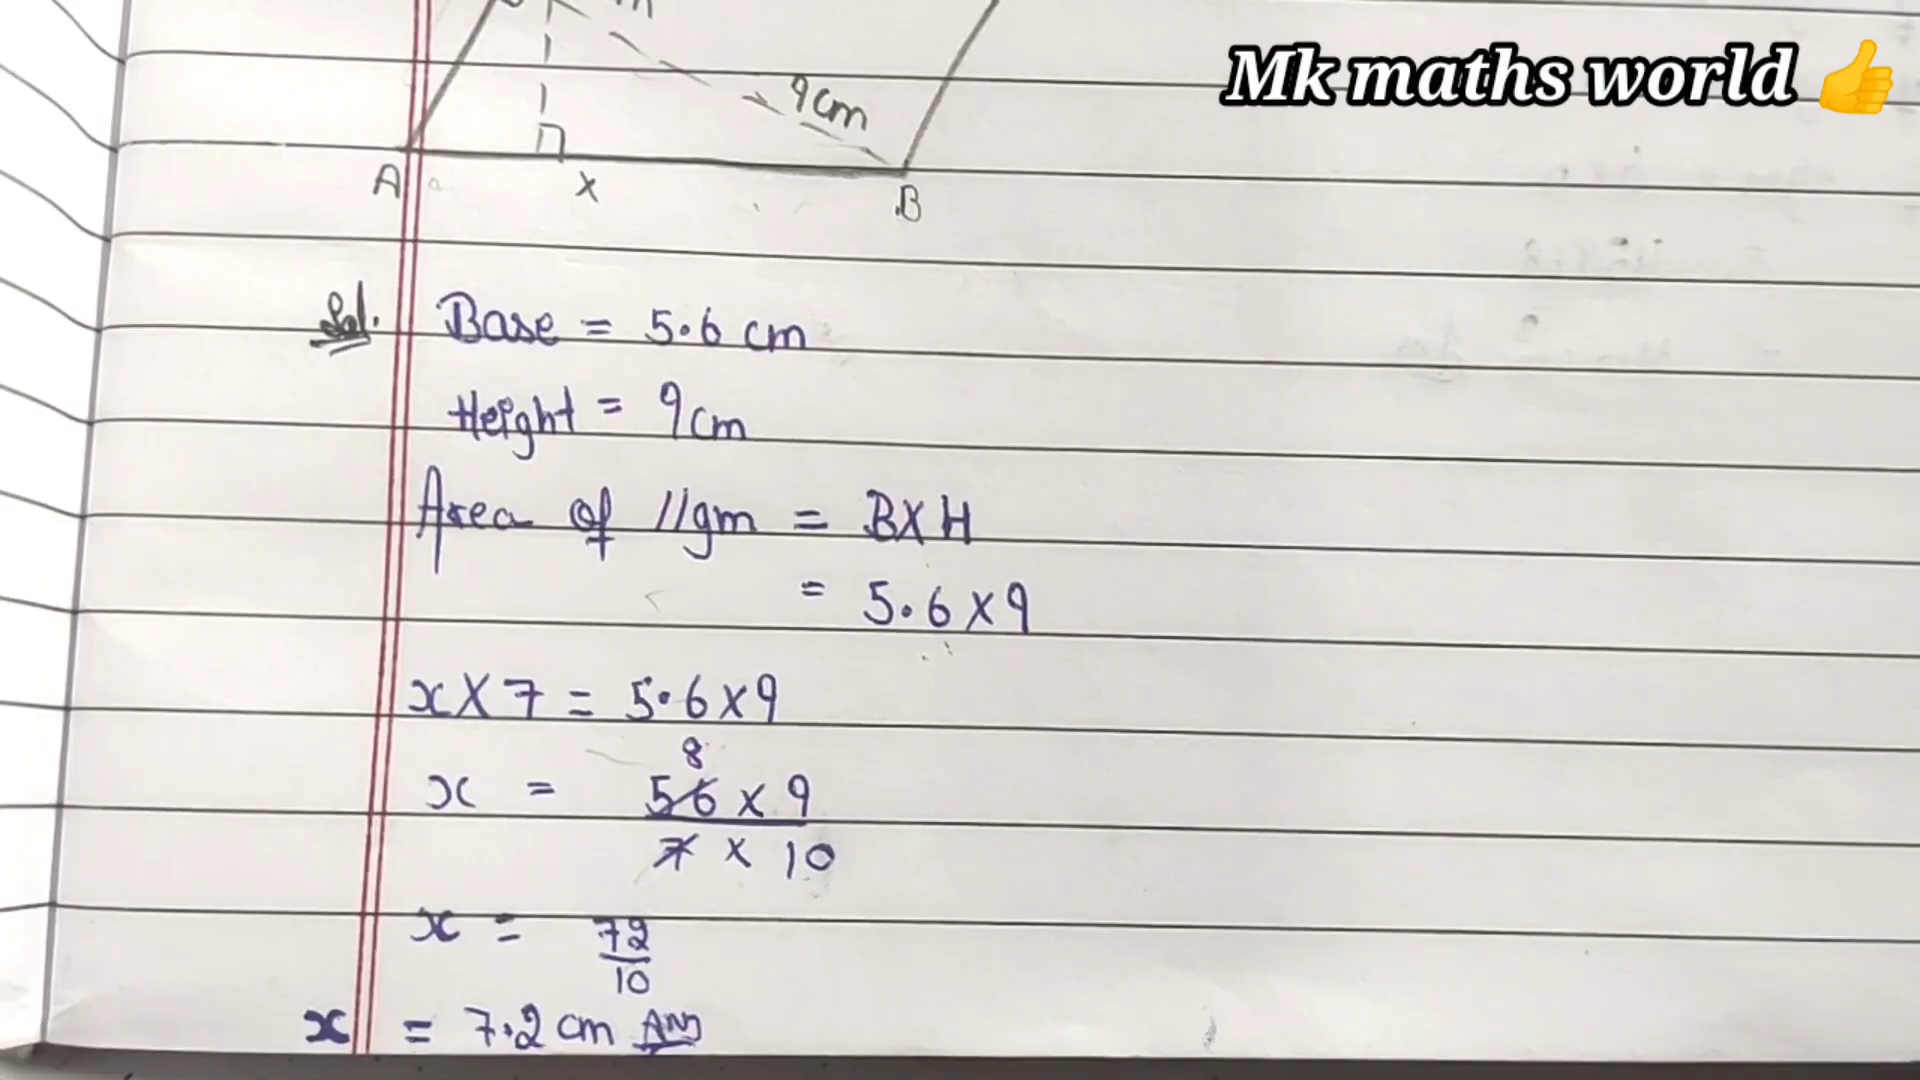 Mk maths world 👍
9cm
A x B
Sol. Base = 5.6 cm
Height = 9cm
Area of //gm = BXH
= 5.6 x 9
x X 7 = 5.6 x 9
8
x = 56 x 9
7 x 10
x = 72
10
x = 7.2 cm Ans